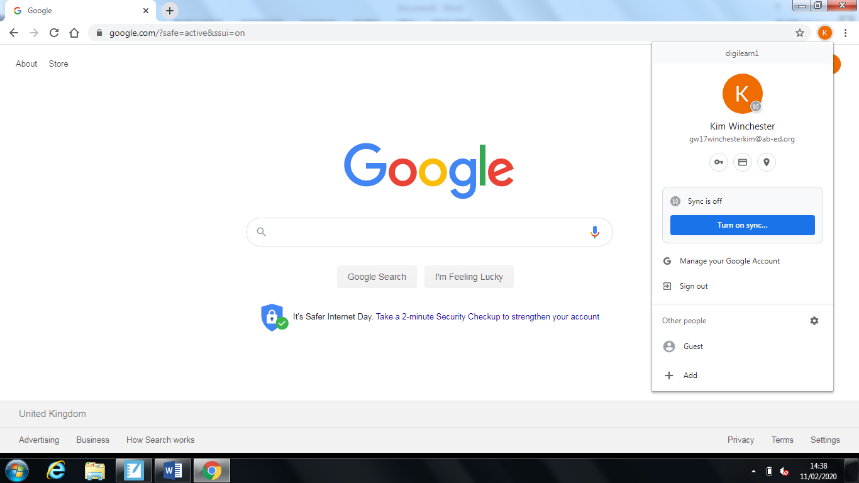 Google
google.com/?safe=active&ssui=on
K
digilearn1
About Store
K
Kim Winchester
gw17winchesterkim@ab-ed.org
Google
Sync is off
Turn on sync...
Google Search I'm Feeling Lucky
G Manage your Google Account
Sign out
It's Safer Internet Day. Take a 2-minute Security Checkup to strengthen your account
Other people
Guest
Add
United Kingdom
Advertising Business How Search works Privacy Terms Settings
14:38
11/02/2020